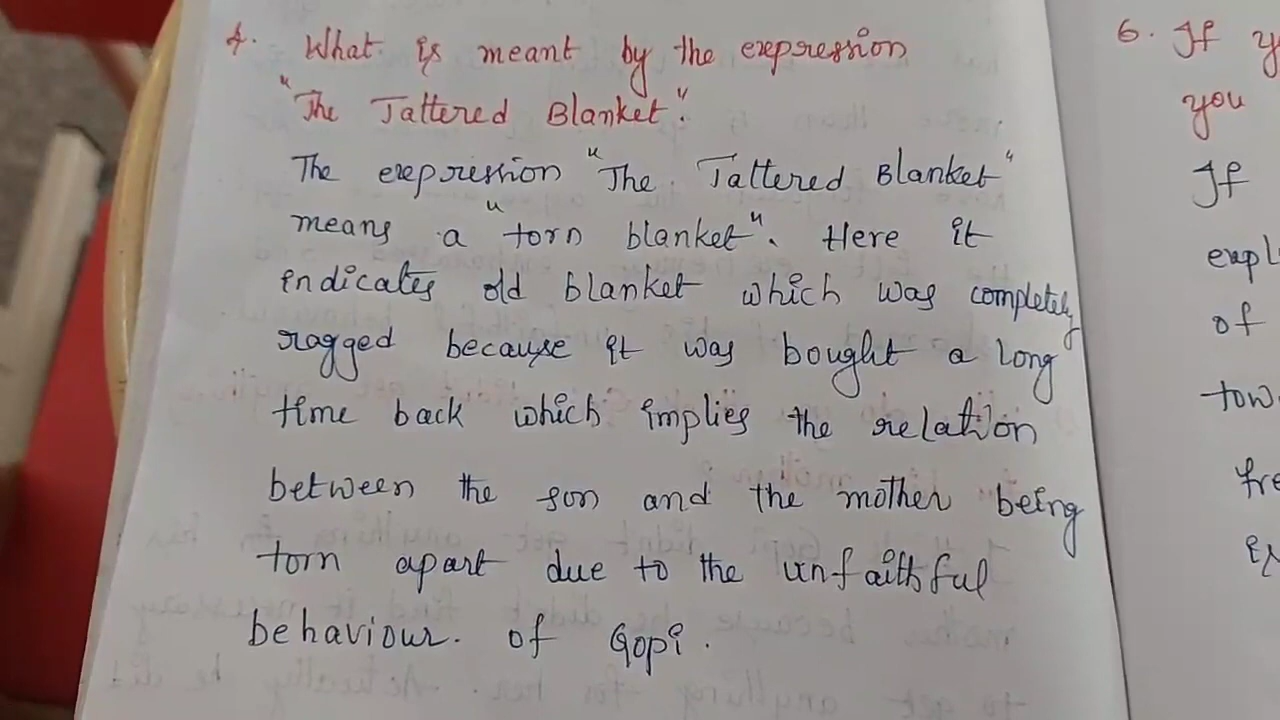 4. What is meant by the expression
"The Tattered Blanket".
The expression "The Tattered Blanket"
means a "torn blanket". Here it
indicates old blanket which was completely
ragged because it was bought a long
time back which implies the relation
between the son and the mother being
torn apart due to the unfaithful
behaviour. of Gopi.
6. If y
you
If
expl
of
tow
fre